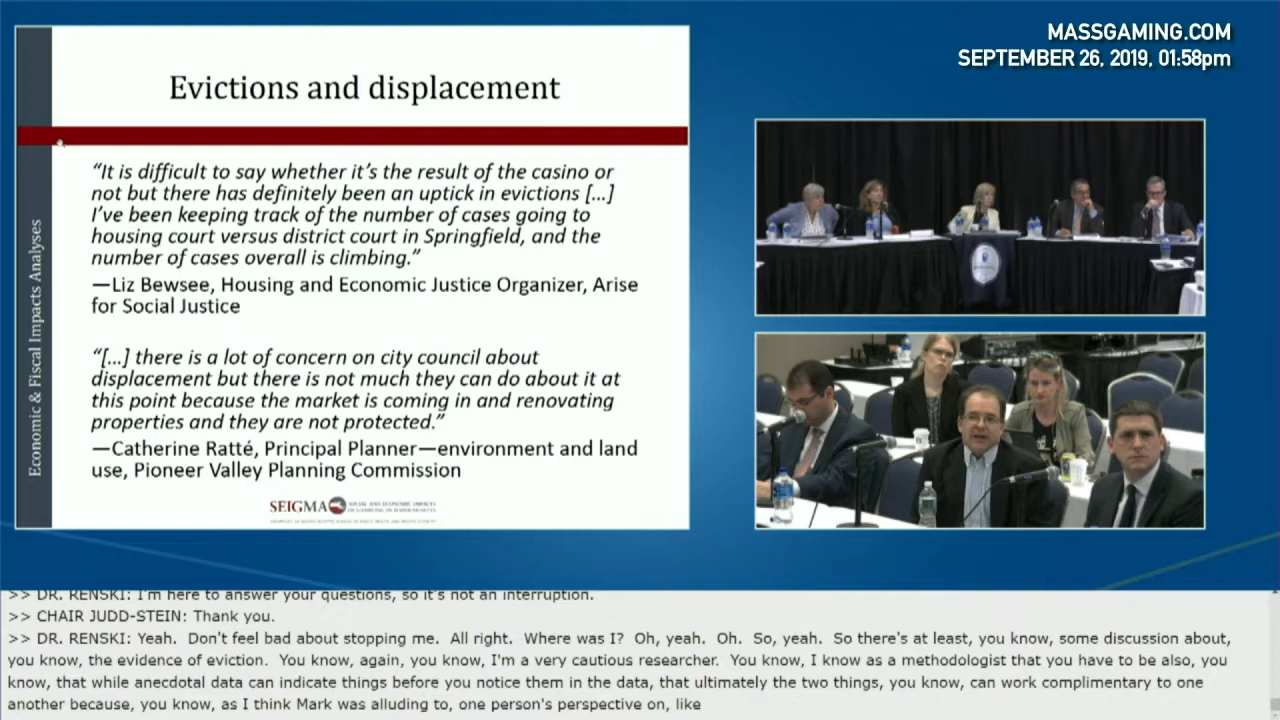 MASSGAMING.COM
SEPTEMBER 26, 2019, 01:58pm
Evictions and displacement
Economic & Fiscal Impacts Analyses
“It is difficult to say whether it’s the result of the casino or
not but there has definitely been an uptick in evictions [...]
I’ve been keeping track of the number of cases going to
housing court versus district court in Springfield, and the
number of cases overall is climbing.”
—Liz Bewsee, Housing and Economic Justice Organizer, Arise
for Social Justice
“[...] there is a lot of concern on city council about
displacement but there is not much they can do about it at
this point because the market is coming in and renovating
properties and they are not protected.”
—Catherine Ratté, Principal Planner—environment and land
use, Pioneer Valley Planning Commission
SEIGMA
SOCIAL AND ECONOMIC IMPACTS
OF GAMBLING IN MASSACHUSETTS
>> DR. RENSKI: I'm here to answer your questions, so it's not an interruption.
>> CHAIR JUDD-STEIN: Thank you.
>> DR. RENSKI: Yeah. Don't feel bad about stopping me. All right. Where was I? Oh, yeah. Oh. So, yeah. So there's at least, you know, some discussion about,
you know, the evidence of eviction. You know, again, you know, I'm a very cautious researcher. You know, I know as a methodologist that you have to be also, you
know, that while anecdotal data can indicate things before you notice them in the data, that ultimately the two things, you know, can work complimentary to one
another because, you know, as I think Mark was alluding to, one person's perspective on, like